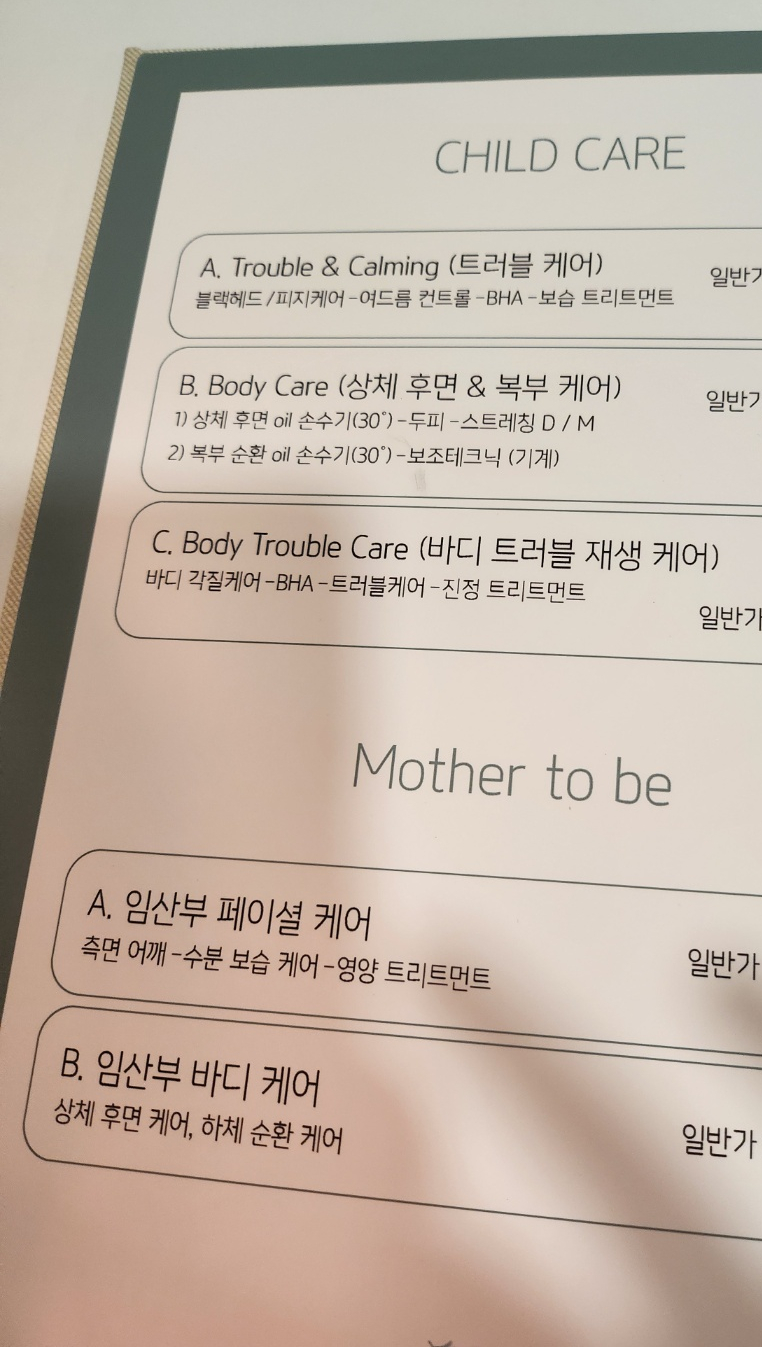 CHILD CARE
A. Trouble & Calming (트러블 케어)
일반가
블랙헤드/피지케어-여드름 컨트롤-BHA-보습 트리트먼트
B. Body Care (상체 후면 & 복부 케어)
일반가
1) 상체 후면 oil 손수기(30˚)-두피-스트레칭 D / M
2) 복부 순환 oil 손수기(30˚)-보조테크닉 (기계)
C. Body Trouble Care (바디 트러블 재생 케어)
바디 각질케어-BHA-트러블케어-진정 트리트먼트
일반가
Mother to be
A. 임산부 페이셜 케어
측면 어깨-수분 보습 케어-영양 트리트먼트
일반가
B. 임산부 바디 케어
상체 후면 케어, 하체 순환 케어
일반가